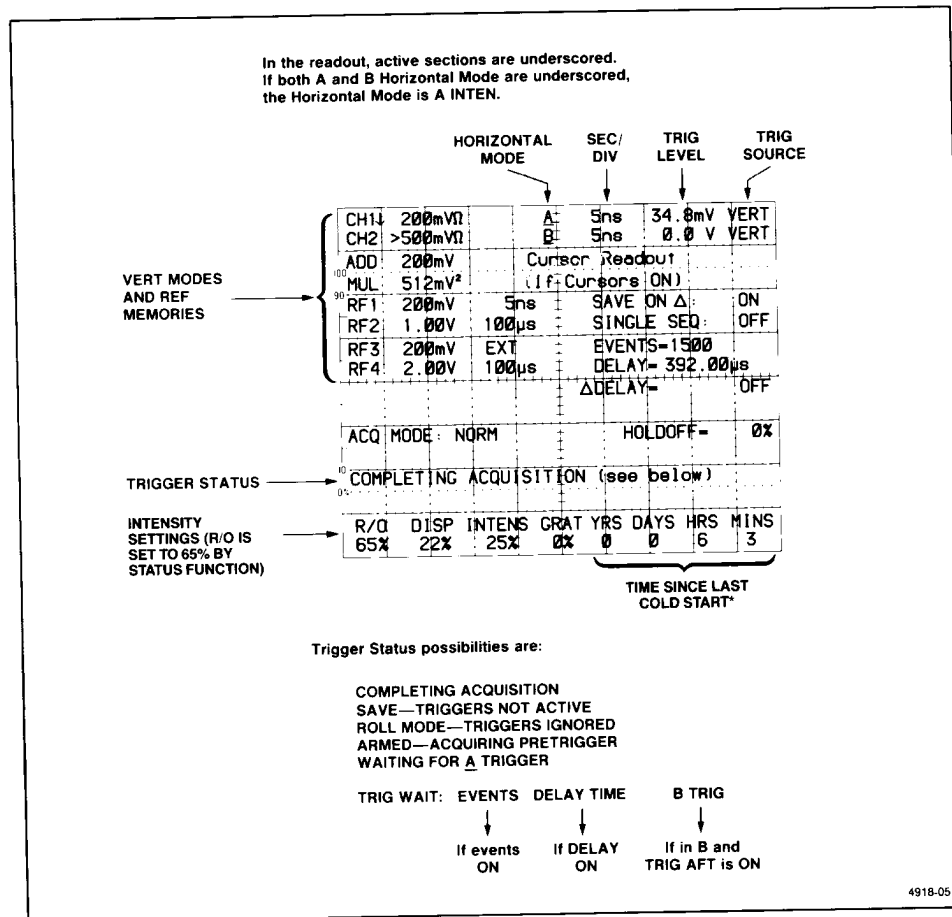 In the readout, active sections are underscored.
If both A and B Horizontal Mode are underscored,
the Horizontal Mode is A INTEN.
HORIZONTAL MODE
SEC/ DIV
TRIG LEVEL
TRIG SOURCE
CH1↓ 200mVΩ A 5ns 34.8mV VERT
CH2 >500mVΩ B 5ns 0.0 V VERT
ADD 200mV Cursor Readout
100
MUL 512mV² (If Cursors ON)
90
RF1 200mV 5ns SAVE ON Δ: ON
RF2 1.00V 100µs SINGLE SEQ: OFF
RF3 200mV EXT EVENTS=1500
RF4 2.00V 100µs DELAY= 392.00µs
ΔDELAY= OFF
VERT MODES
AND REF
MEMORIES
ACQ MODE: NORM HOLDOFF= 0%
10
TRIGGER STATUS
COMPLETING ACQUISITION (see below)
0%
INTENSITY
SETTINGS (R/O IS
SET TO 65% BY
STATUS FUNCTION)
R/O DISP INTENS GRAT YRS DAYS HRS MINS
65% 22% 25% 0% 0 0 6 3
TIME SINCE LAST
COLD START*
Trigger Status possibilities are:
COMPLETING ACQUISITION
SAVE—TRIGGERS NOT ACTIVE
ROLL MODE—TRIGGERS IGNORED
ARMED—ACQUIRING PRETRIGGER
WAITING FOR A TRIGGER
TRIG WAIT: EVENTS DELAY TIME B TRIG
If events
ON
If DELAY
ON
If in B and
TRIG AFT is ON
4918-05